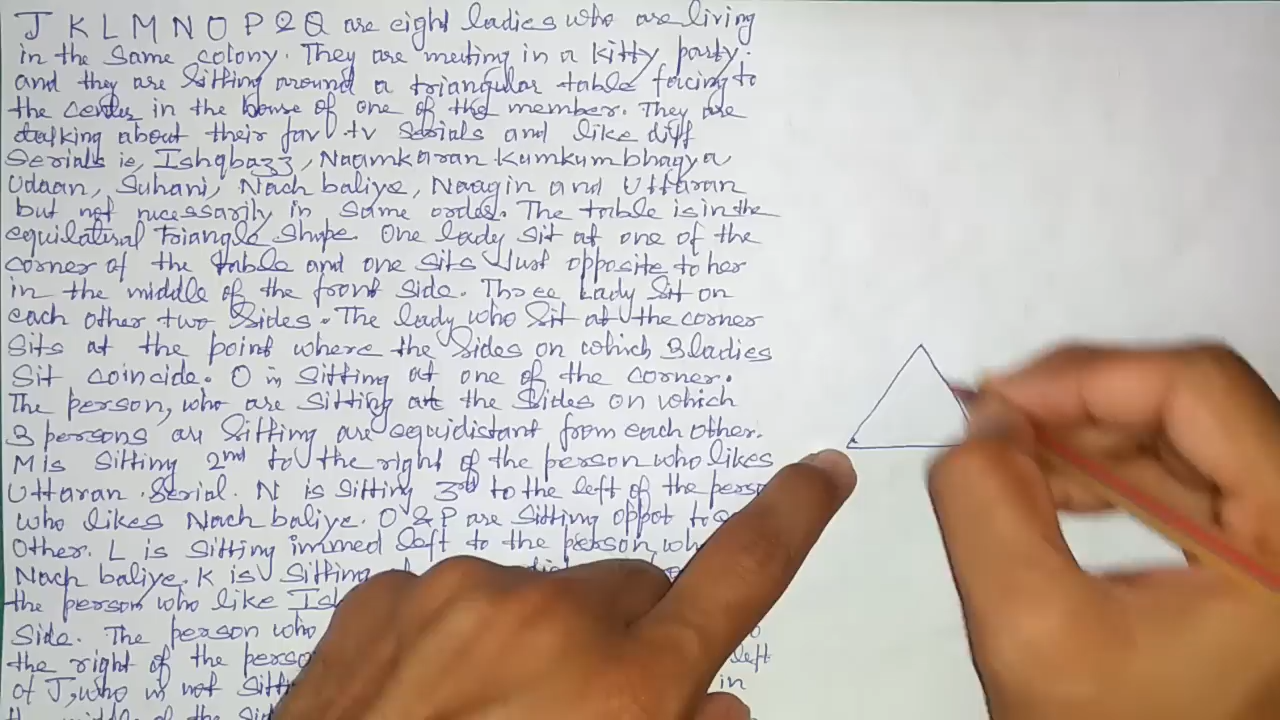 J K L M N O P & Q are eight ladies who are living
in the same colony. They are meeting in a kitty party.
and they are sitting around a triangular table facing to
the center in the house of one of the member. They are
talking about their fav tv serials and like diff
serials ie, Ishqbazz, Naamkaran Kumkumbhagya,
Udaan, Suhani, Nach baliye, Naagin and Uttaran
but not necessarily in same order. The table is in the
equilateral triangle shape. One lady sit at one of the
corner of the table and one sits Just opposite to her
in the middle of the front side. Three Lady sit on
each other two sides. The lady who sit at the corner
sits at the point where the sides on which 3 ladies
sit coincide. O is sitting at one of the corner.
The person, who are sitting at the sides on which
3 persons are sitting are equidistant from each other.
M is sitting 2nd to the right of the person who likes
Uttaran serial. N is sitting 3rd to the left of the
who likes Nach baliye. O & P are sitting oppot to
other. L is sitting immed left to the person,
Nach baliye. K is sitting
the person who like
side. The person who
the right of the left
of J, who is not in